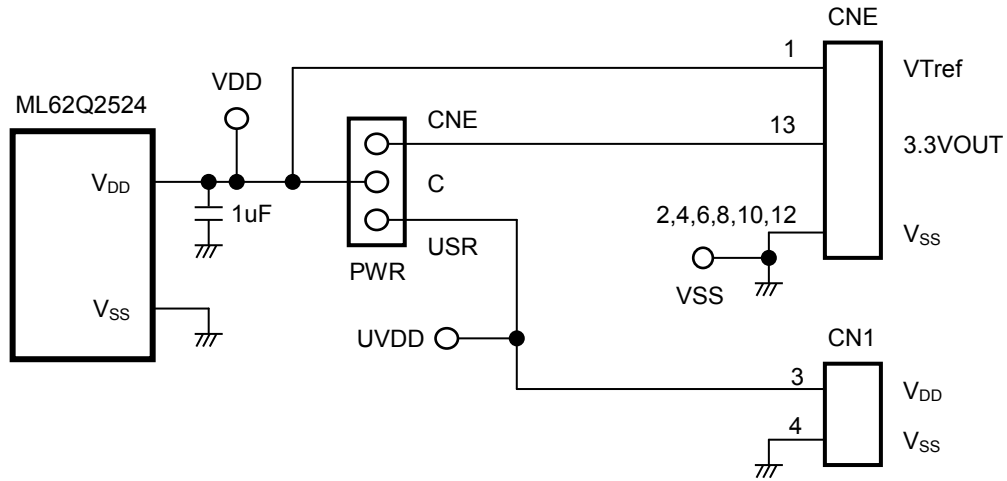 CNE
1
VTref
VDD
ML62Q2524
CNE
13
3.3VOUT
VDD
C
1uF
2,4,6,8,10,12
VSS
USR
PWR
VSS
VSS
UVDD
CN1
3
VDD
4
VSS